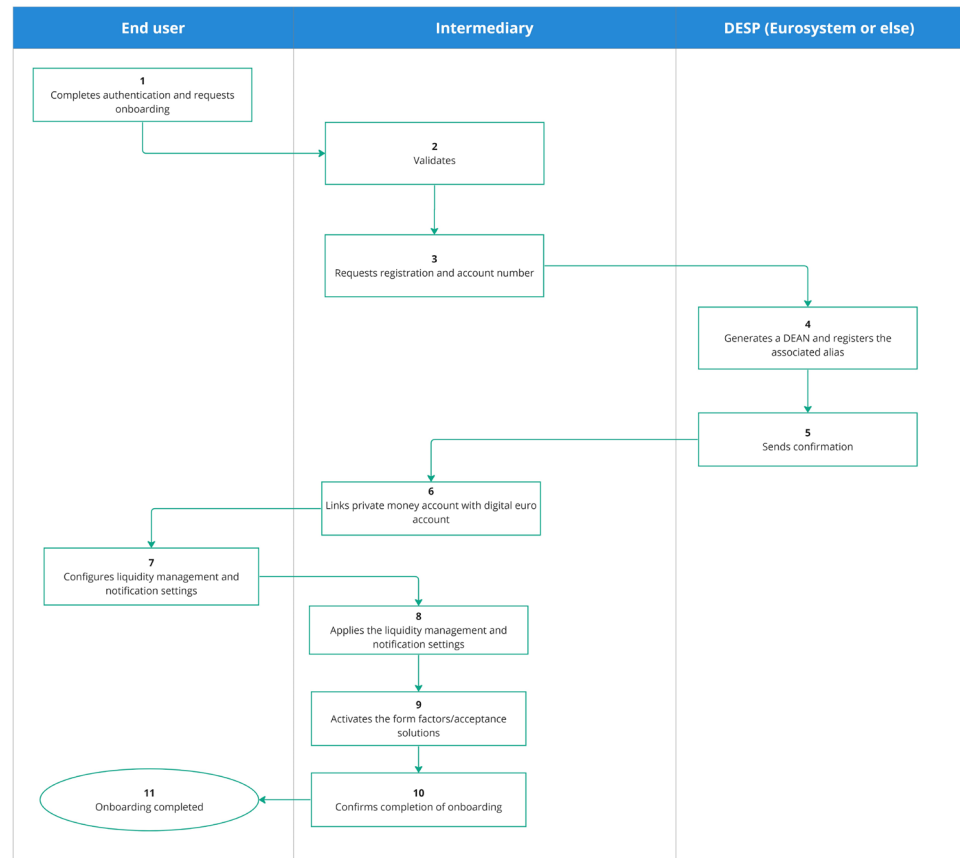 End user
Intermediary
DESP (Eurosystem or else)
1
Completes authentication and requests
onboarding
2
Validates
3
Requests registration and account number
4
Generates a DEAN and registers the
associated alias
5
Sends confirmation
6
Links private money account with digital euro
account
7
Configures liquidity management and
notification settings
8
Applies the liquidity management and
notification settings
9
Activates the form factors/acceptance
solutions
10
Confirms completion of onboarding
11
Onboarding completed